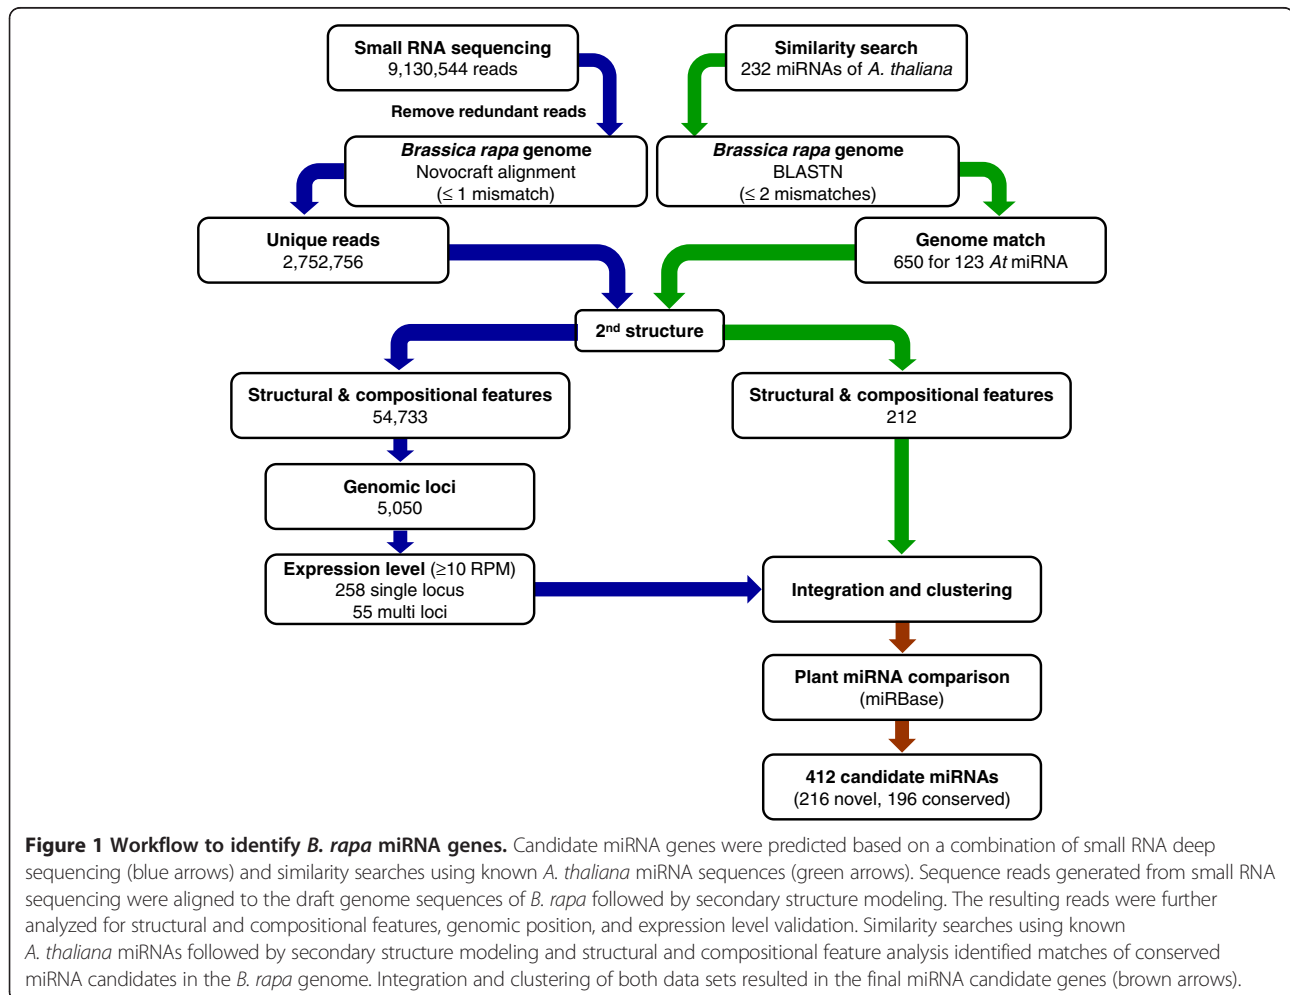 Small RNA sequencing
9,130,544 reads
Similarity search
232 miRNAs of A. thaliana
Remove redundant reads
Brassica rapa genome
Novocraft alignment
(≤ 1 mismatch)
Brassica rapa genome
BLASTN
(≤ 2 mismatches)
Unique reads
2,752,756
Genome match
650 for 123 At miRNA
2nd structure
Structural & compositional features
54,733
Structural & compositional features
212
Genomic loci
5,050
Expression level (≥10 RPM)
258 single locus
55 multi loci
Integration and clustering
Plant miRNA comparison
(miRBase)
412 candidate miRNAs
(216 novel, 196 conserved)
Figure 1 Workflow to identify B. rapa miRNA genes. Candidate miRNA genes were predicted based on a combination of small RNA deep
sequencing (blue arrows) and similarity searches using known A. thaliana miRNA sequences (green arrows). Sequence reads generated from small RNA
sequencing were aligned to the draft genome sequences of B. rapa followed by secondary structure modeling. The resulting reads were further
analyzed for structural and compositional features, genomic position, and expression level validation. Similarity searches using known
A. thaliana miRNAs followed by secondary structure modeling and structural and compositional feature analysis identified matches of conserved
miRNA candidates in the B. rapa genome. Integration and clustering of both data sets resulted in the final miRNA candidate genes (brown arrows).